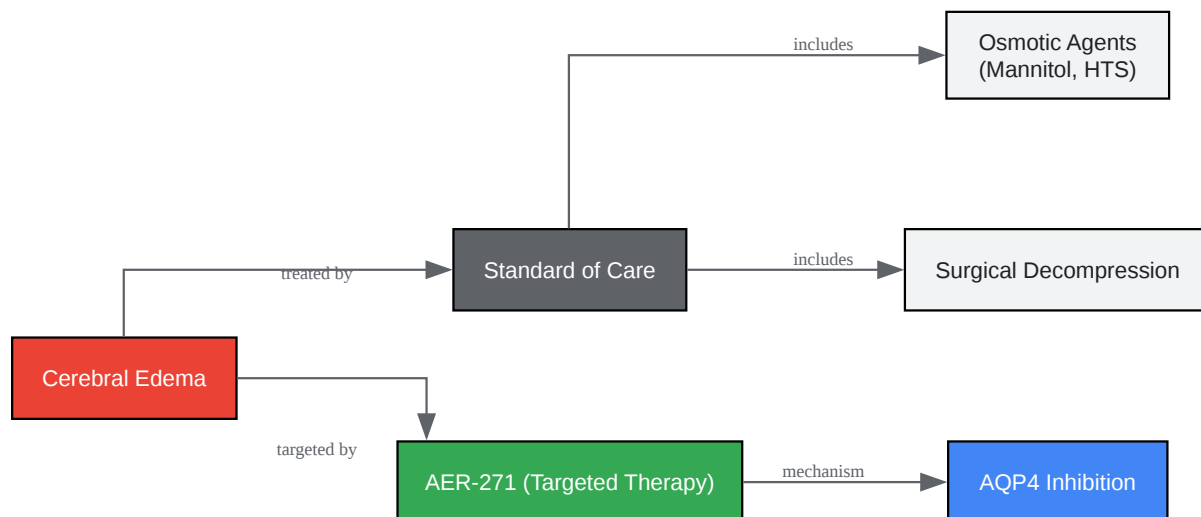 includes
Osmotic Agents
(Mannitol, HTS)
treated by
Standard of Care
includes
Surgical Decompression
Cerebral Edema
targeted by
AER-271 (Targeted Therapy)
mechanism
AQP4 Inhibition